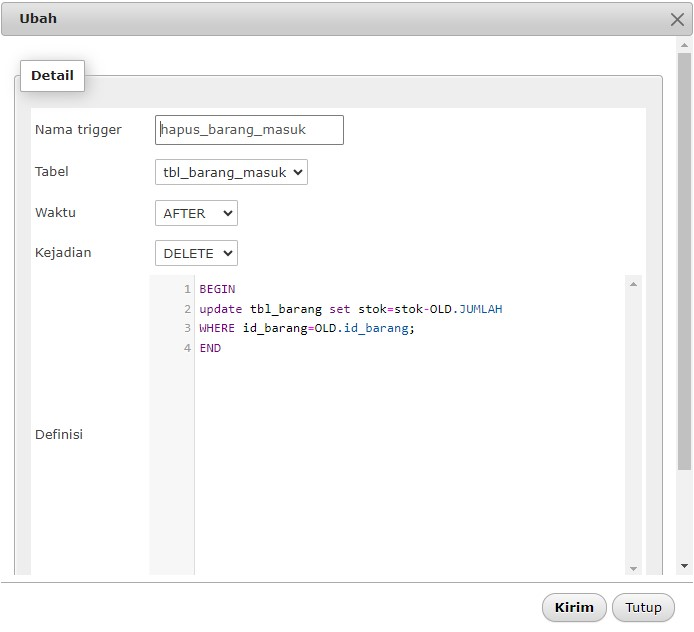 Ubah
Detail
Nama trigger hapus_barang_masuk
Tabel tbl_barang_masuk
Waktu AFTER
Kejadian DELETE
1 BEGIN
2 update tbl_barang set stok=stok-OLD.JUMLAH
3 WHERE id_barang=OLD.id_barang;
4 END
Definisi
Kirim Tutup